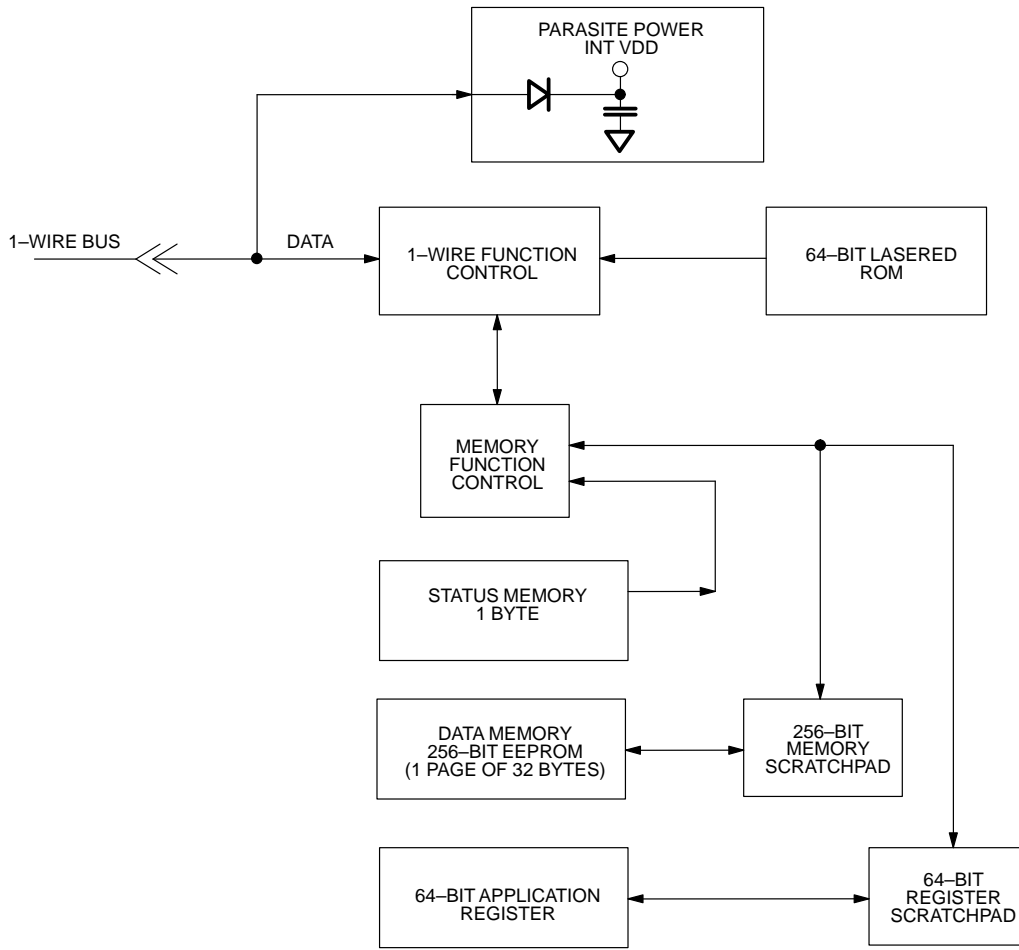 PARASITE POWER
INT VDD
1–WIRE BUS
DATA
1–WIRE FUNCTION
CONTROL
64–BIT LASERED
ROM
MEMORY
FUNCTION
CONTROL
STATUS MEMORY
1 BYTE
DATA MEMORY
256–BIT EEPROM
(1 PAGE OF 32 BYTES)
256–BIT
MEMORY
SCRATCHPAD
64–BIT APPLICATION
REGISTER
64–BIT
REGISTER
SCRATCHPAD